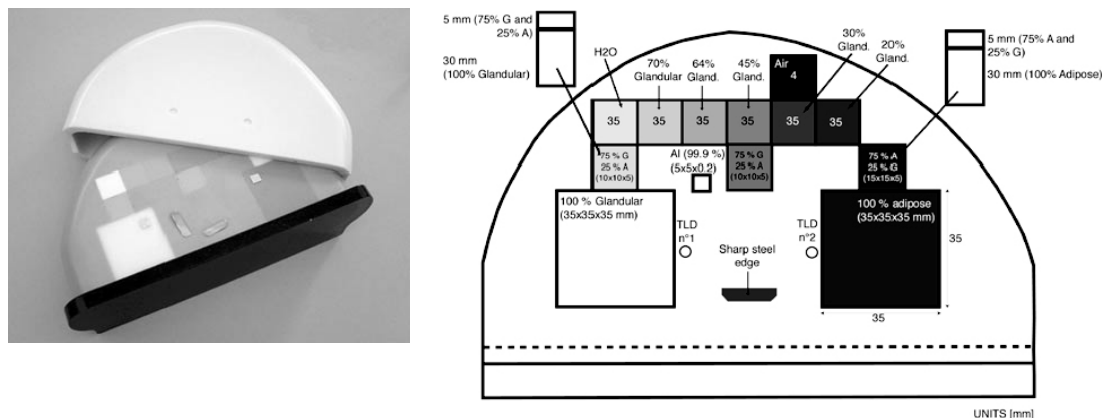 5 mm (75% G and
25% A)
30 mm
(100% Glandular)
H2O
70%
Glandular
64%
Gland.
45%
Gland.
Air
4
30%
Gland.
20%
Gland.
5 mm (75% A and
25% G)
30 mm (100% Adipose)
35
35
35
35
35
35
75 % G
25 % A
(10x10x5)
Al (99.9 %)
(5x5x0.2)
75 % G
25 % A
(10x10x5)
75 % A
25 % G
(15x15x5)
100 % Glandular
(35x35x35 mm)
TLD
n°1
Sharp steel
edge
TLD
n°2
100 % adipose
(35x35x35 mm)
35
35
UNITS [mm]